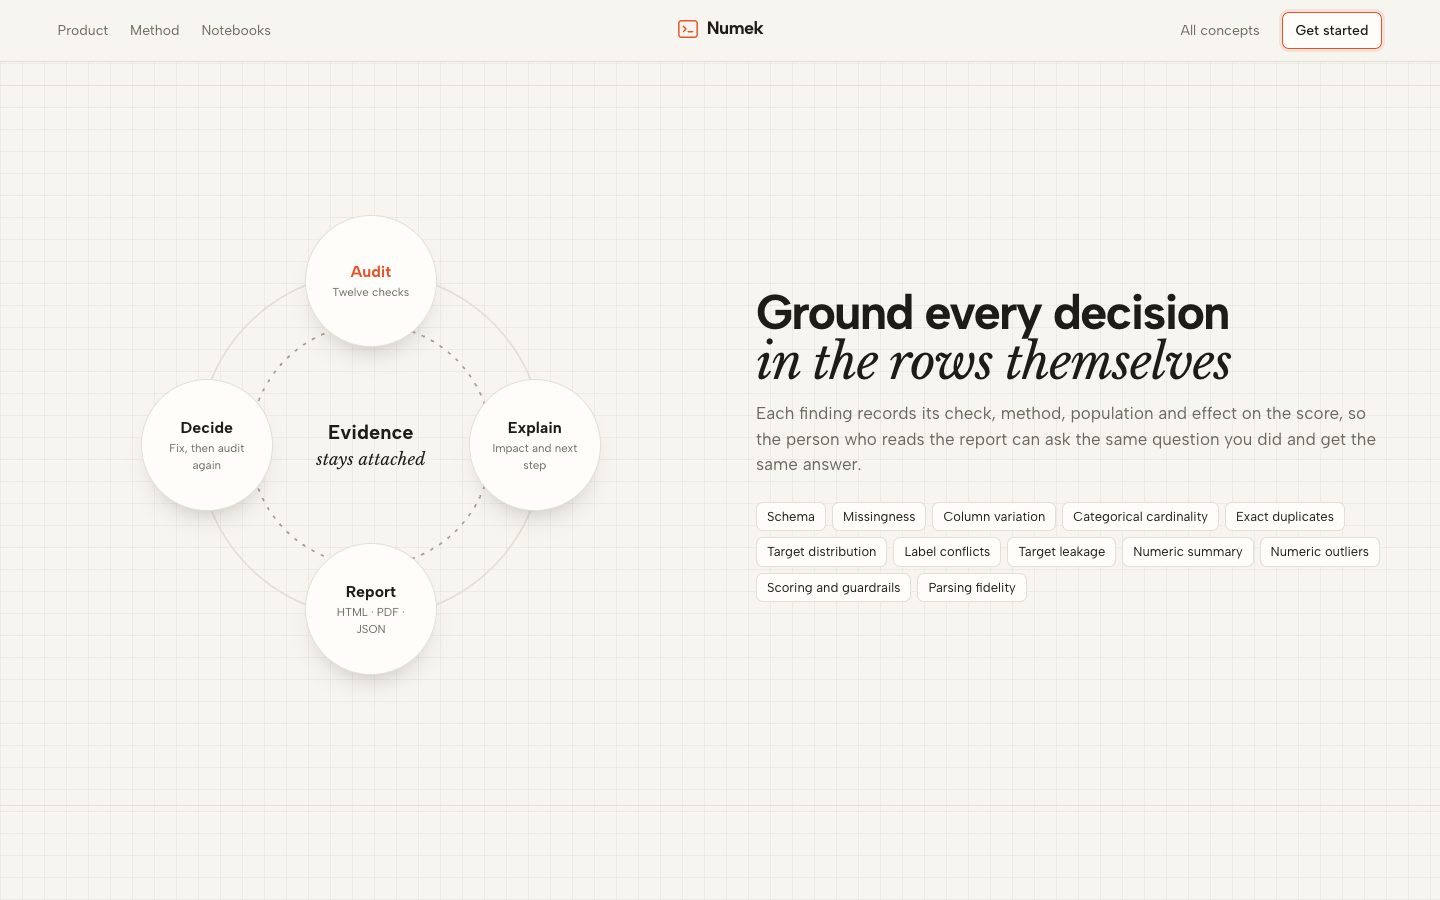 Product
Method
Notebooks
Numek
All concepts
Get started
Audit
Twelve checks
Decide
Fix, then audit
again
Evidence
stays attached
Explain
Impact and next
step
Report
HTML · PDF ·
JSON
Ground every decision
in the rows themselves
Each finding records its check, method, population and effect on the score, so
the person who reads the report can ask the same question you did and get the
same answer.
Schema
Missingness
Column variation
Categorical cardinality
Exact duplicates
Target distribution
Label conflicts
Target leakage
Numeric summary
Numeric outliers
Scoring and guardrails
Parsing fidelity